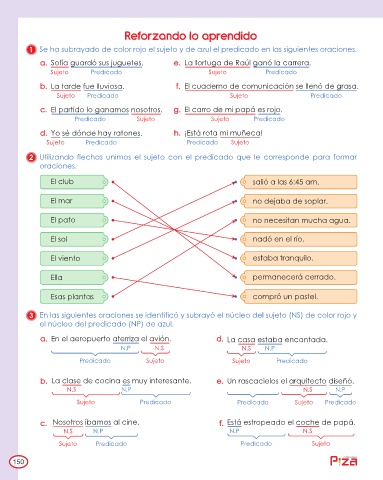 Reforzando lo aprendido
1 Se ha subrayado de color rojo el sujeto y de azul el predicado en las siguientes oraciones.
a. Sofía guardó sus juguetes.
Sujeto Predicado
b. La tarde fue lluviosa.
Sujeto Predicado
c. El partido lo ganamos nosotros.
Predicado Sujeto
d. Yo sé dónde hay ratones.
Sujeto Predicado
e. La tortuga de Raúl ganó la carrera.
Sujeto Predicado
f. El cuaderno de comunicación se llenó de grasa.
Sujeto Predicado
g. El carro de mi papá es rojo.
Sujeto Predicado
h. ¡Está rota mi muñeca!
Predicado Sujeto
2 Utilizando flechas unimos el sujeto con el predicado que le corresponde para formar
oraciones.
El club
salió a las 6:45 am.
El mar
no dejaba de soplar.
El pato
no necesitan mucha agua.
El sol
nadó en el río.
El viento
estaba tranquilo.
Ella
permanecerá cerrado.
Esas plantas
compró un pastel.
3 En las siguientes oraciones se identificó y subrayó el núcleo del sujeto (NS) de color rojo y
el núcleo del predicado (NP) de azul.
a. En el aeropuerto aterriza el avión.
N.P N.S
Predicado Sujeto
b. La clase de cocina es muy interesante.
N.S N.P
Sujeto Predicado
c. Nosotros íbamos al cine.
N.S N.P
Sujeto Predicado
d. La casa estaba encantada.
N.S N.P
Sujeto Predicado
e. Un rascacielos el arquitecto diseñó.
N.S N.P
Predicado Sujeto Predicado
f. Está estropeado el coche de papá.
N.P N.S
Predicado Sujeto
150